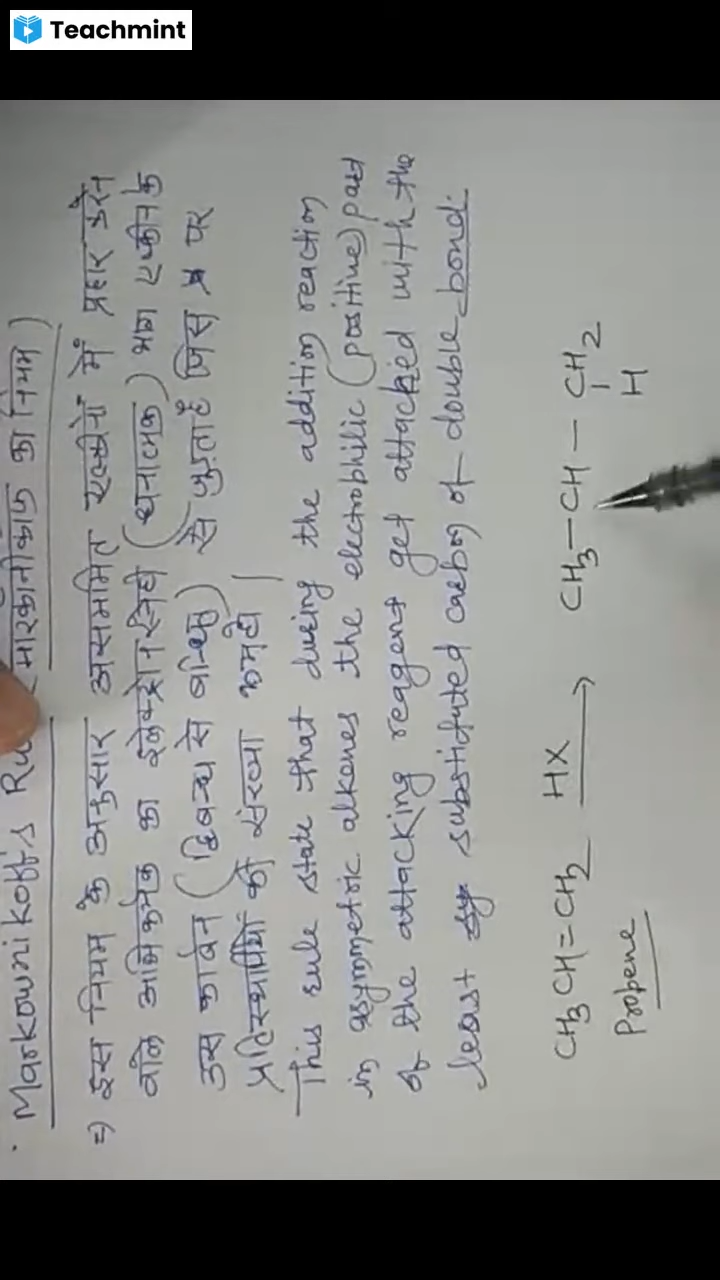 Teachmint
• Markownikoff's Ru (मारकोनीकॉफ का नियम)
⇒ इस नियम के अनुसार असममित एल्कीनों में प्रहार करने
वाले अभिकर्मक का इलेक्ट्रोनस्नेही (धनात्मक) भाग एल्कीन के
उस कार्बन (द्विबन्ध से बन्धित) से जुड़ता है जिस पर
प्रतिस्थापियों की संख्या कम हो।
This rule state that during the addition reaction
in asymmetric alkenes the electrophilic (positive) part
of the attacking reagent get attached with the
least substituted carbon of double bond.
CH3CH=CH2 HX → CH3-CH-CH2
Propene H